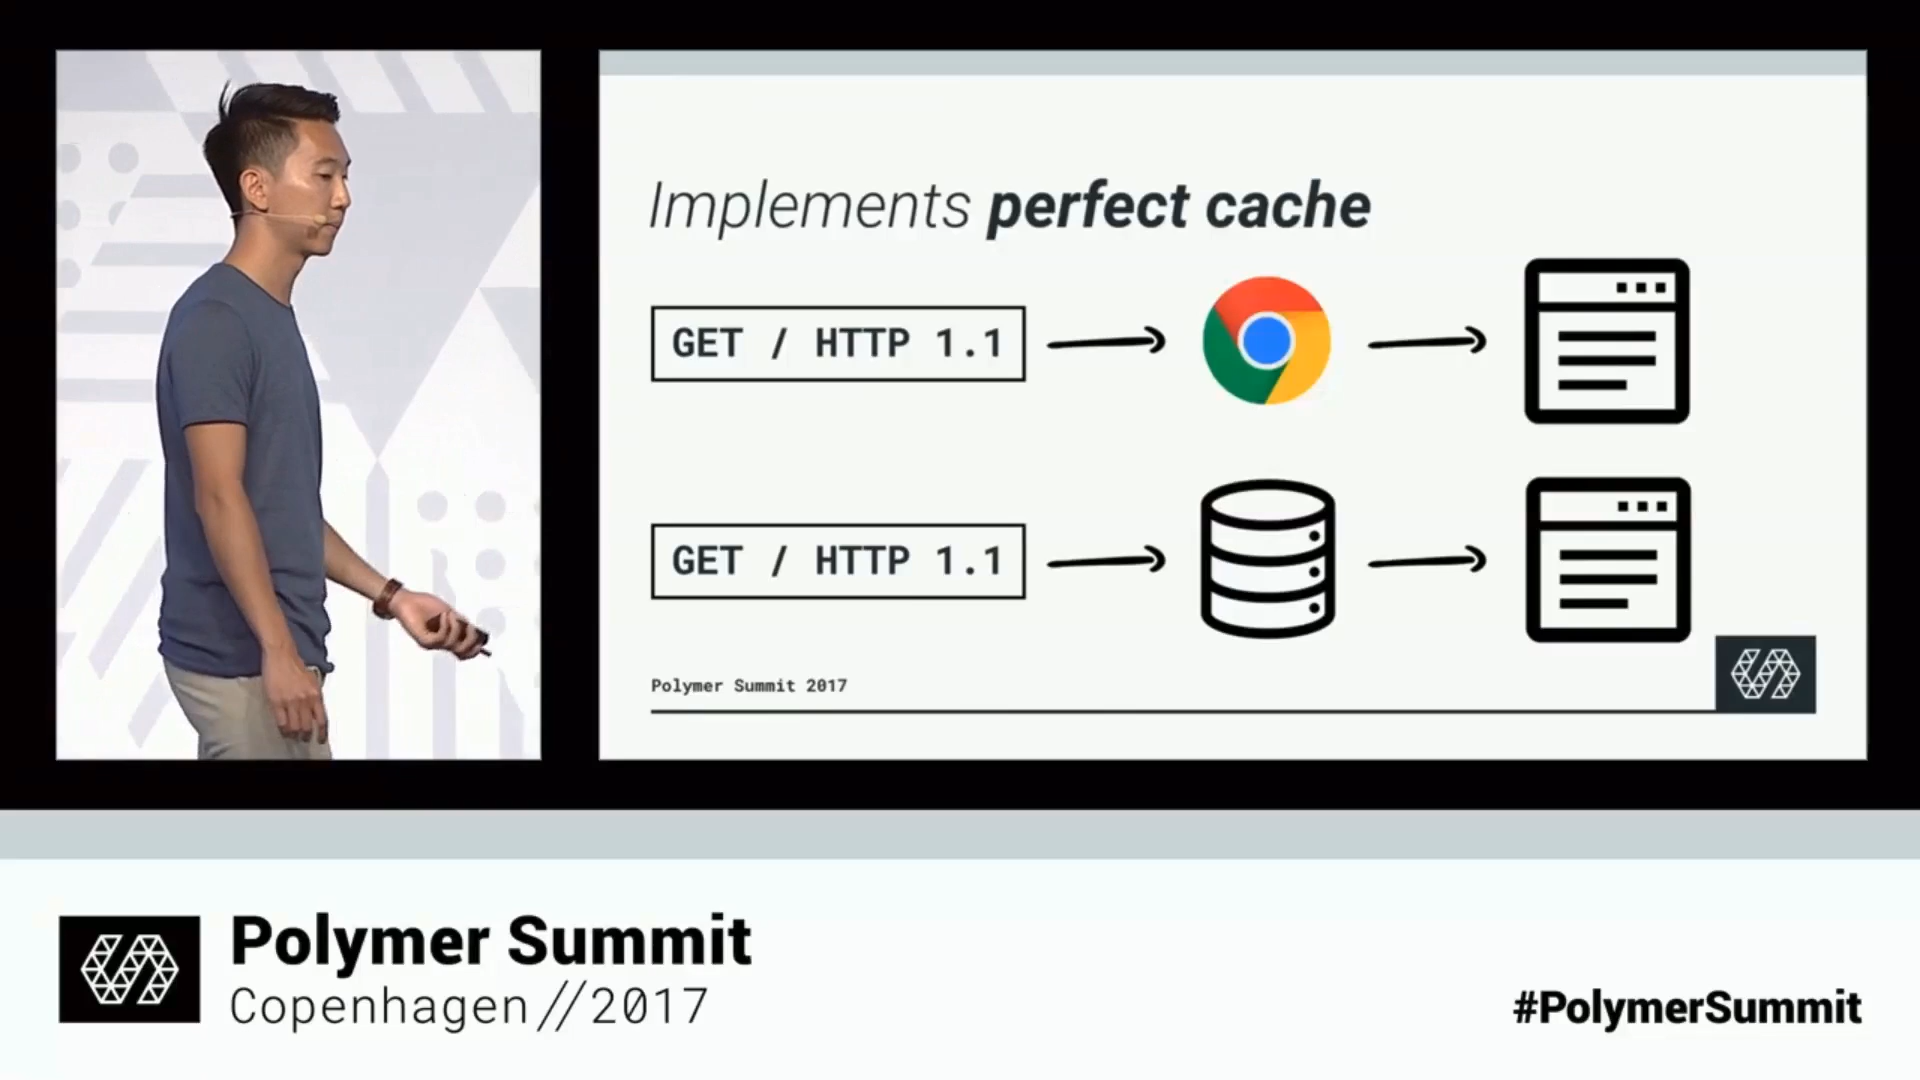 Implements perfect cache
GET / HTTP 1.1
GET / HTTP 1.1
Polymer Summit 2017
Polymer Summit
Copenhagen//2017
#PolymerSummit